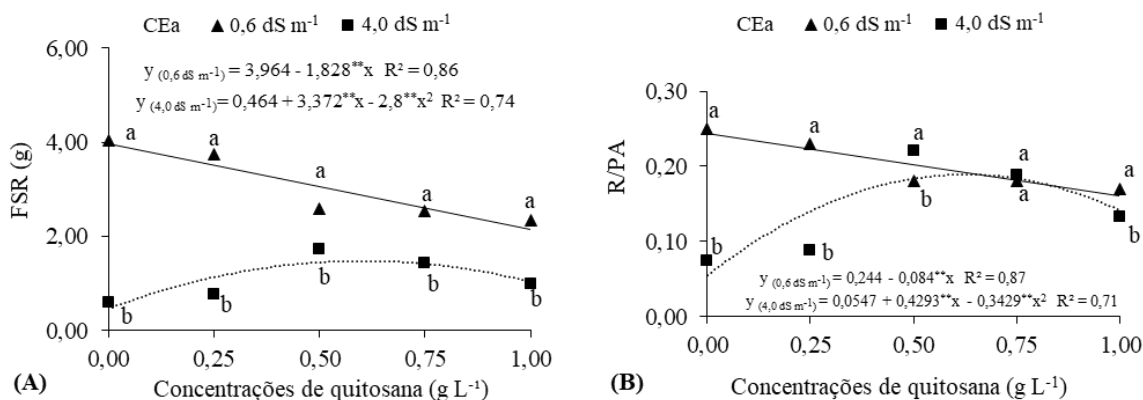 CEa ▲ 0,6 dS m⁻¹ ■ 4,0 dS m⁻¹
6,00
y (0,6 dS m⁻¹) = 3,964 - 1,828**x R² = 0,86
y (4,0 dS m⁻¹) = 0,464 + 3,372**x - 2,8**x² R² = 0,74
4,00
2,00
0,00
FSR (g)
a a a a a
b b b b b
0,00 0,25 0,50 0,75 1,00
(A) Concentrações de quitosana (g L⁻¹)
CEa ▲ 0,6 dS m⁻¹ ■ 4,0 dS m⁻¹
0,30
0,20
0,10
0,00
R/PA
a a a a a
b b b a b
y (0,6 dS m⁻¹) = 0,244 - 0,084**x R² = 0,87
y (4,0 dS m⁻¹) = 0,0547 + 0,4293**x - 0,3429**x² R² = 0,71
0,00 0,25 0,50 0,75 1,00
(B) Concentrações de quitosana (g L⁻¹)